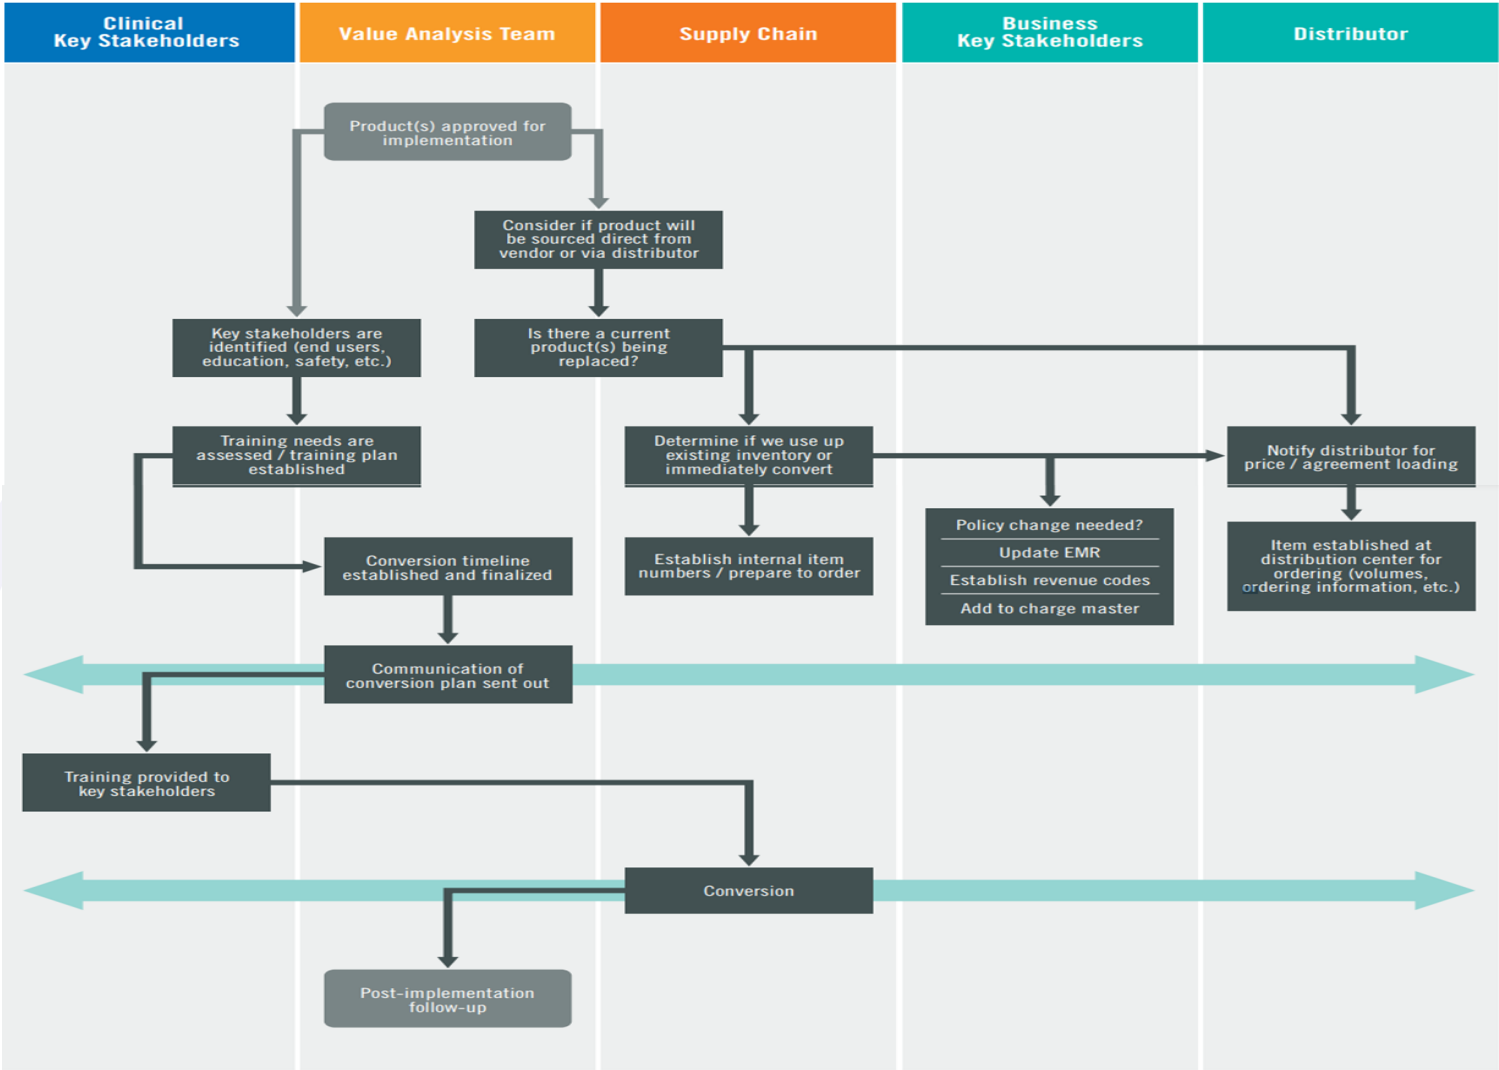 Clinical
Key Stakeholders
Value Analysis Team
Supply Chain
Business
Key Stakeholders
Distributor
Product(s) approved for
implementation
Consider if product will
be sourced direct from
vendor or via distributor
Key stakeholders are
identified (end users,
education, safety, etc.)
Is there a current
product(s) being
replaced?
Training needs are
assessed / training plan
established
Determine if we use up
existing inventory or
immediately convert
Notify distributor for
price / agreement loading
Policy change needed?
Update EMR
Establish revenue codes
Add to charge master
Conversion timeline
established and finalized
Establish internal item
numbers / prepare to order
Item established at
distribution center for
ordering (volumes,
ordering information, etc.)
Communication of
conversion plan sent out
Training provided to
key stakeholders
Conversion
Post-implementation
follow-up